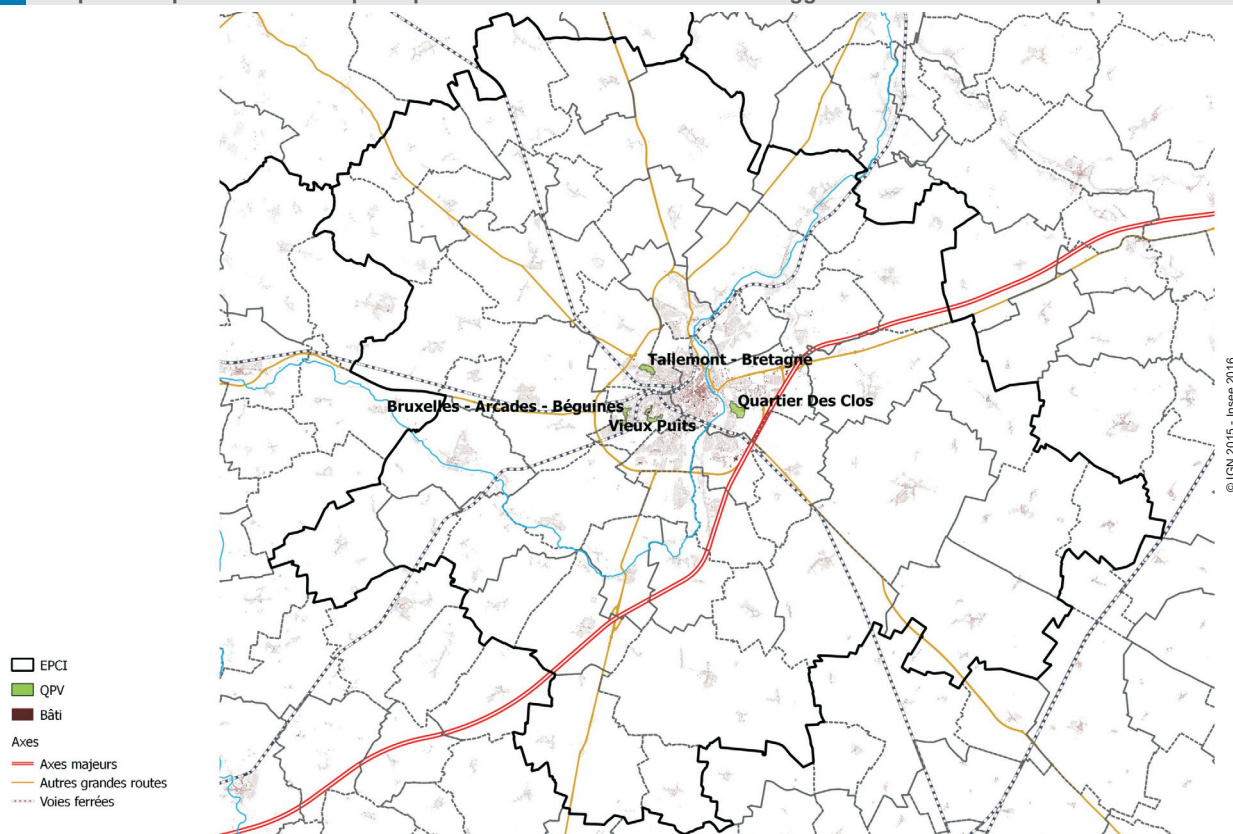 Tallemont - Bretagne
Bruxelles - Arcades - Béguines
Quartier Des Clos
Vieux Puits
EPCI
QPV
Bâti
Axes
Axes majeurs
Autres grandes routes
Voies ferrées
© IGN 2015 - Insee 2016